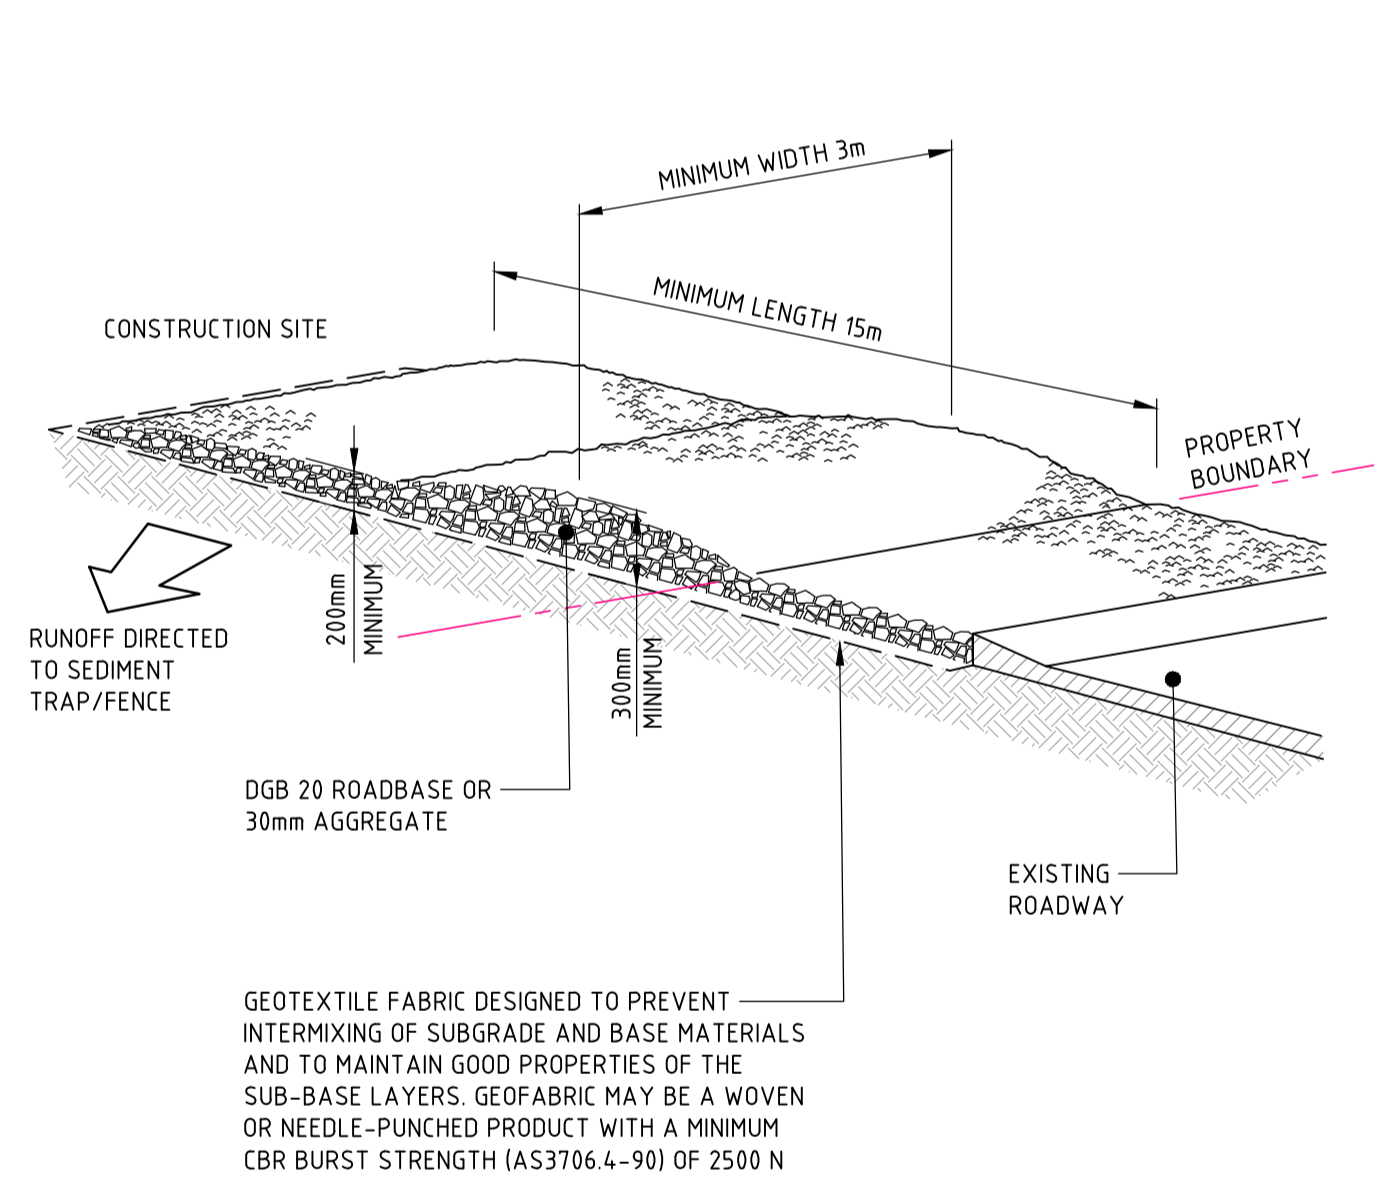 MINIMUM WIDTH 3m
MINIMUM LENGTH 15m
CONSTRUCTION SITE
PROPERTY
BOUNDARY
200mm
MINIMUM
300mm
MINIMUM
RUNOFF DIRECTED
TO SEDIMENT
TRAP/FENCE
DGB 20 ROADBASE OR
30mm AGGREGATE
EXISTING
ROADWAY
GEOTEXTILE FABRIC DESIGNED TO PREVENT
INTERMIXING OF SUBGRADE AND BASE MATERIALS
AND TO MAINTAIN GOOD PROPERTIES OF THE
SUB-BASE LAYERS. GEOFABRIC MAY BE A WOVEN
OR NEEDLE-PUNCHED PRODUCT WITH A MINIMUM
CBR BURST STRENGTH (AS3706.4-90) OF 2500 N